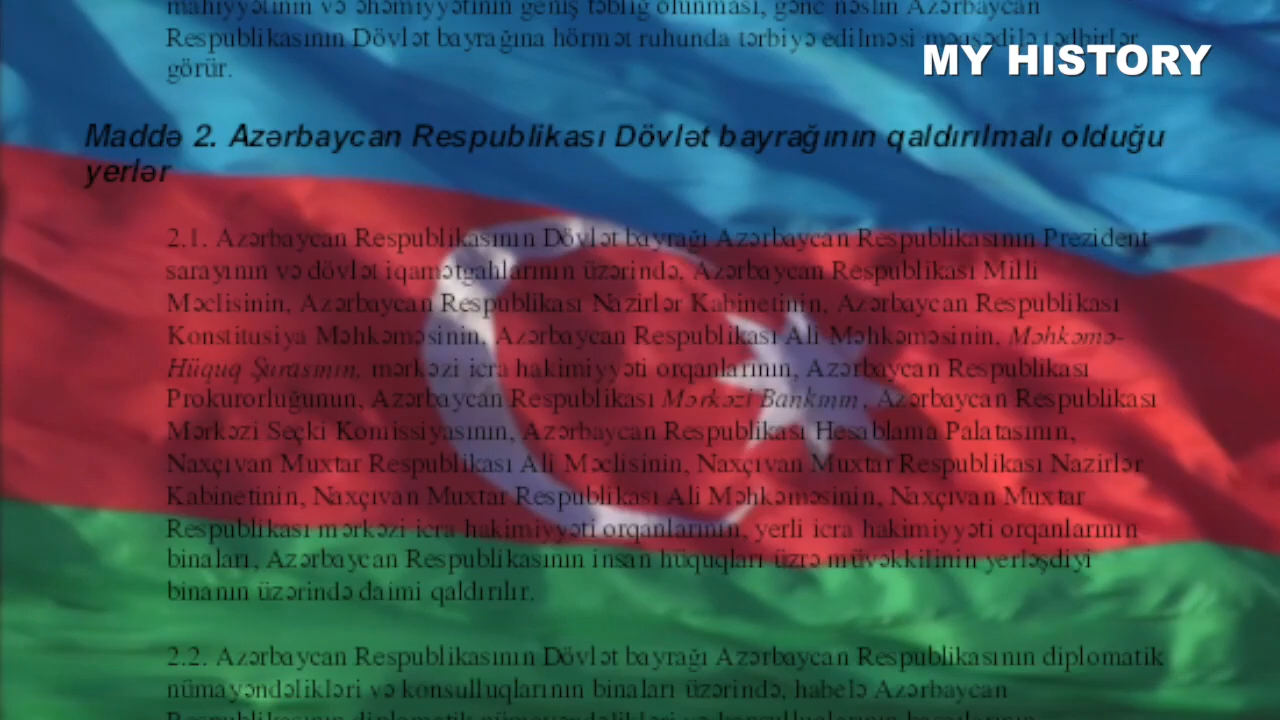 mahiyyətinin və əhəmiyyətinin geniş təbliğ olunması, gənc nəslin Azərbaycan
Respublikasının Dövlət bayrağına hörmət ruhunda tərbiyə edilməsi məqsədilə tədbirlər
görür.
MY HISTORY
Maddə 2. Azərbaycan Respublikası Dövlət bayrağının qaldırılmalı olduğu
yerlər
2.1. Azərbaycan Respublikasının Dövlət bayrağı Azərbaycan Respublikasının Prezident
sarayının və dövlət iqamətgahlarının üzərində, Azərbaycan Respublikası Milli
Məclisinin, Azərbaycan Respublikası Nazirlər Kabinetinin, Azərbaycan Respublikası
Konstitusiya Məhkəməsinin, Azərbaycan Respublikası Ali Məhkəməsinin, Məhkəmə-
Hüquq Şurasının, mərkəzi icra hakimiyyəti orqanlarının, Azərbaycan Respublikası
Prokurorluğunun, Azərbaycan Respublikası Mərkəzi Bankının, Azərbaycan Respublikası
Mərkəzi Seçki Komissiyasının, Azərbaycan Respublikası Hesablama Palatasının,
Naxçıvan Muxtar Respublikası Ali Məclisinin, Naxçıvan Muxtar Respublikası Nazirlər
Kabinetinin, Naxçıvan Muxtar Respublikası Ali Məhkəməsinin, Naxçıvan Muxtar
Respublikası mərkəzi icra hakimiyyəti orqanlarının, yerli icra hakimiyyəti orqanlarının
binaları, Azərbaycan Respublikasının insan hüquqları üzrə müvəkkilinin yerləşdiyi
binanın üzərində daimi qaldırılır.
2.2. Azərbaycan Respublikasının Dövlət bayrağı Azərbaycan Respublikasının diplomatik
nümayəndəlikləri və konsulluqlarının binaları üzərində, habelə Azərbaycan
Respublikasının diplomatik nümayəndəlikləri və konsulluqlarının başçılarının